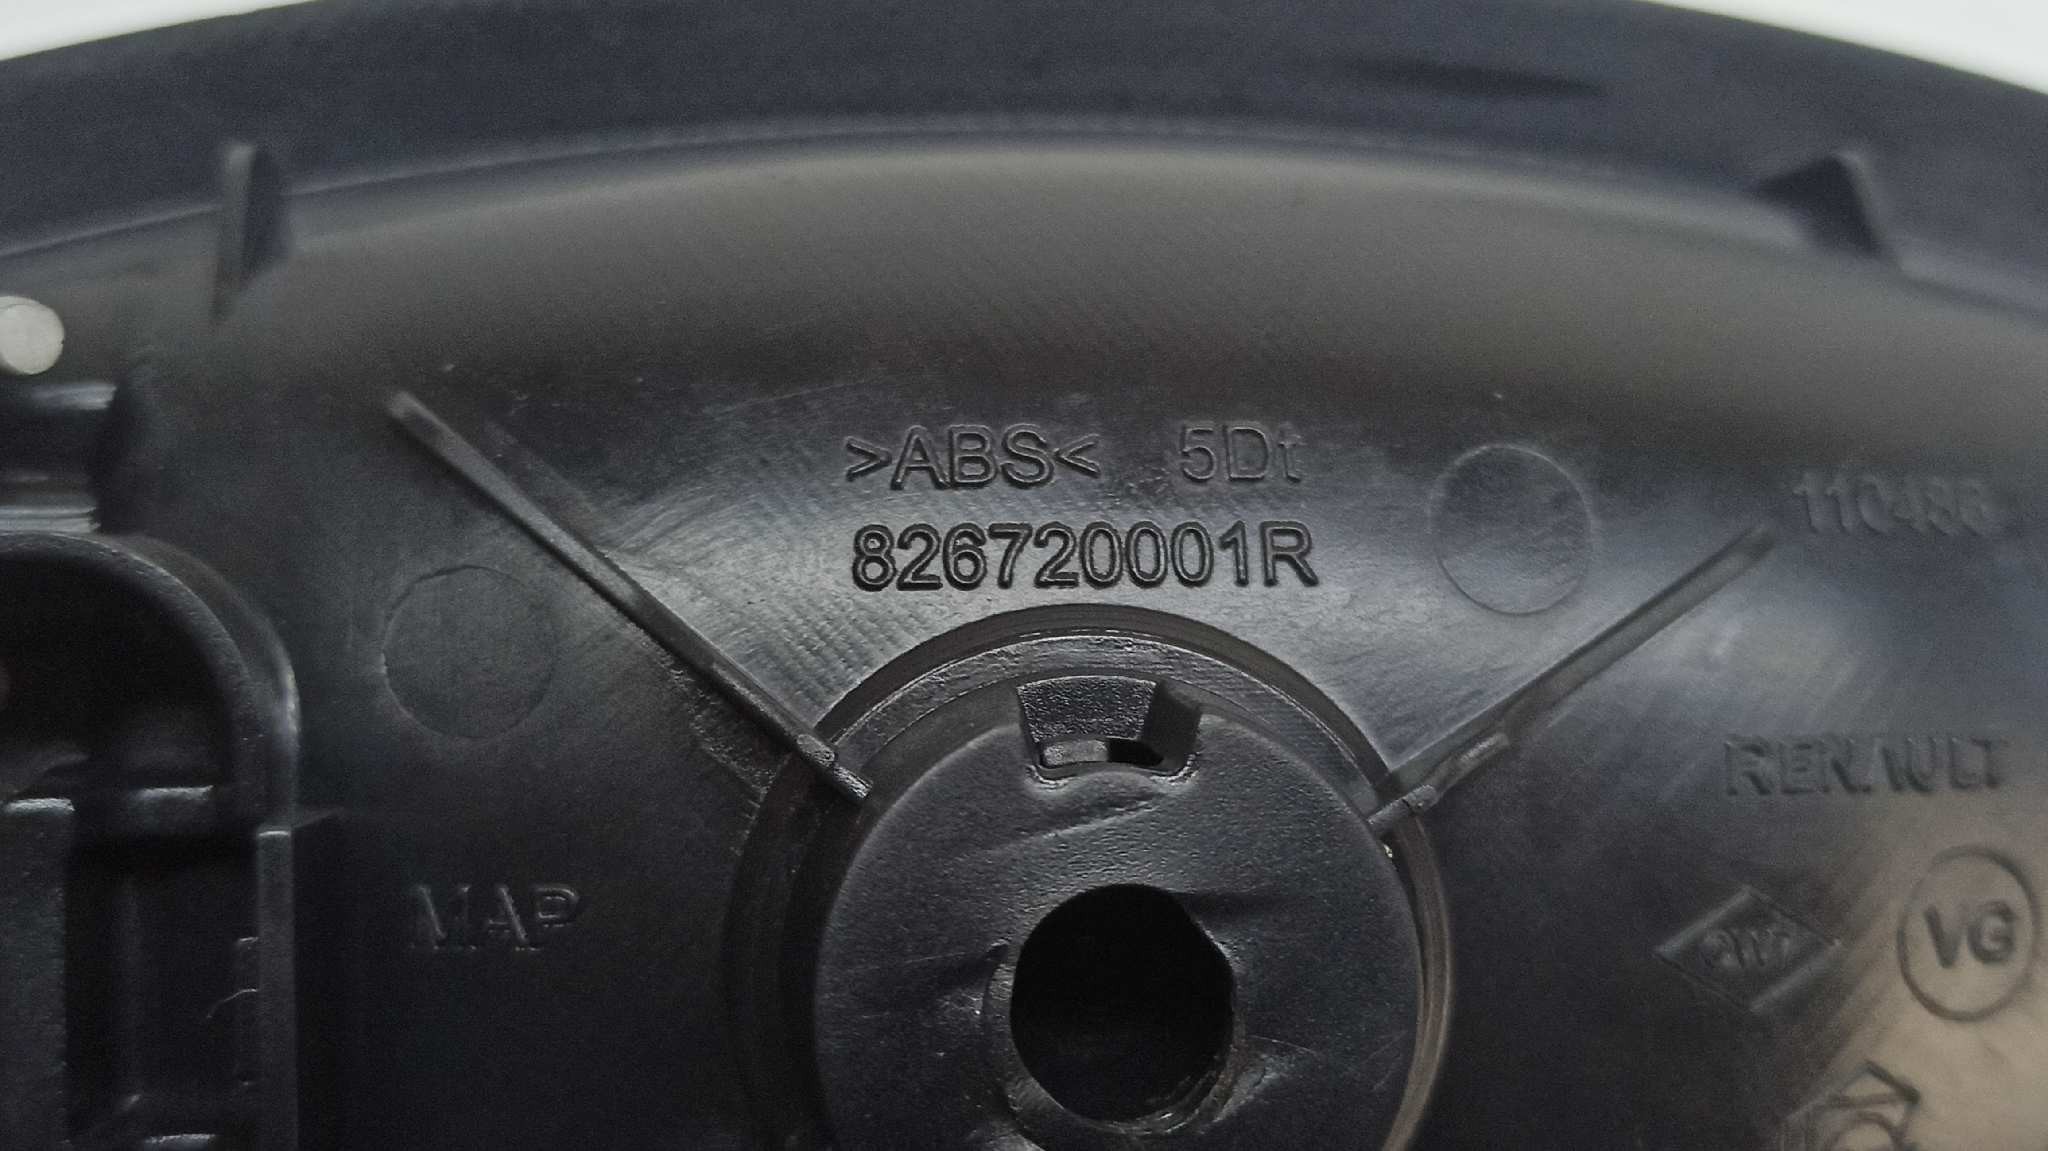 >ABS< 5Dt
110486
826720001R
RENAULT
MAP
VG